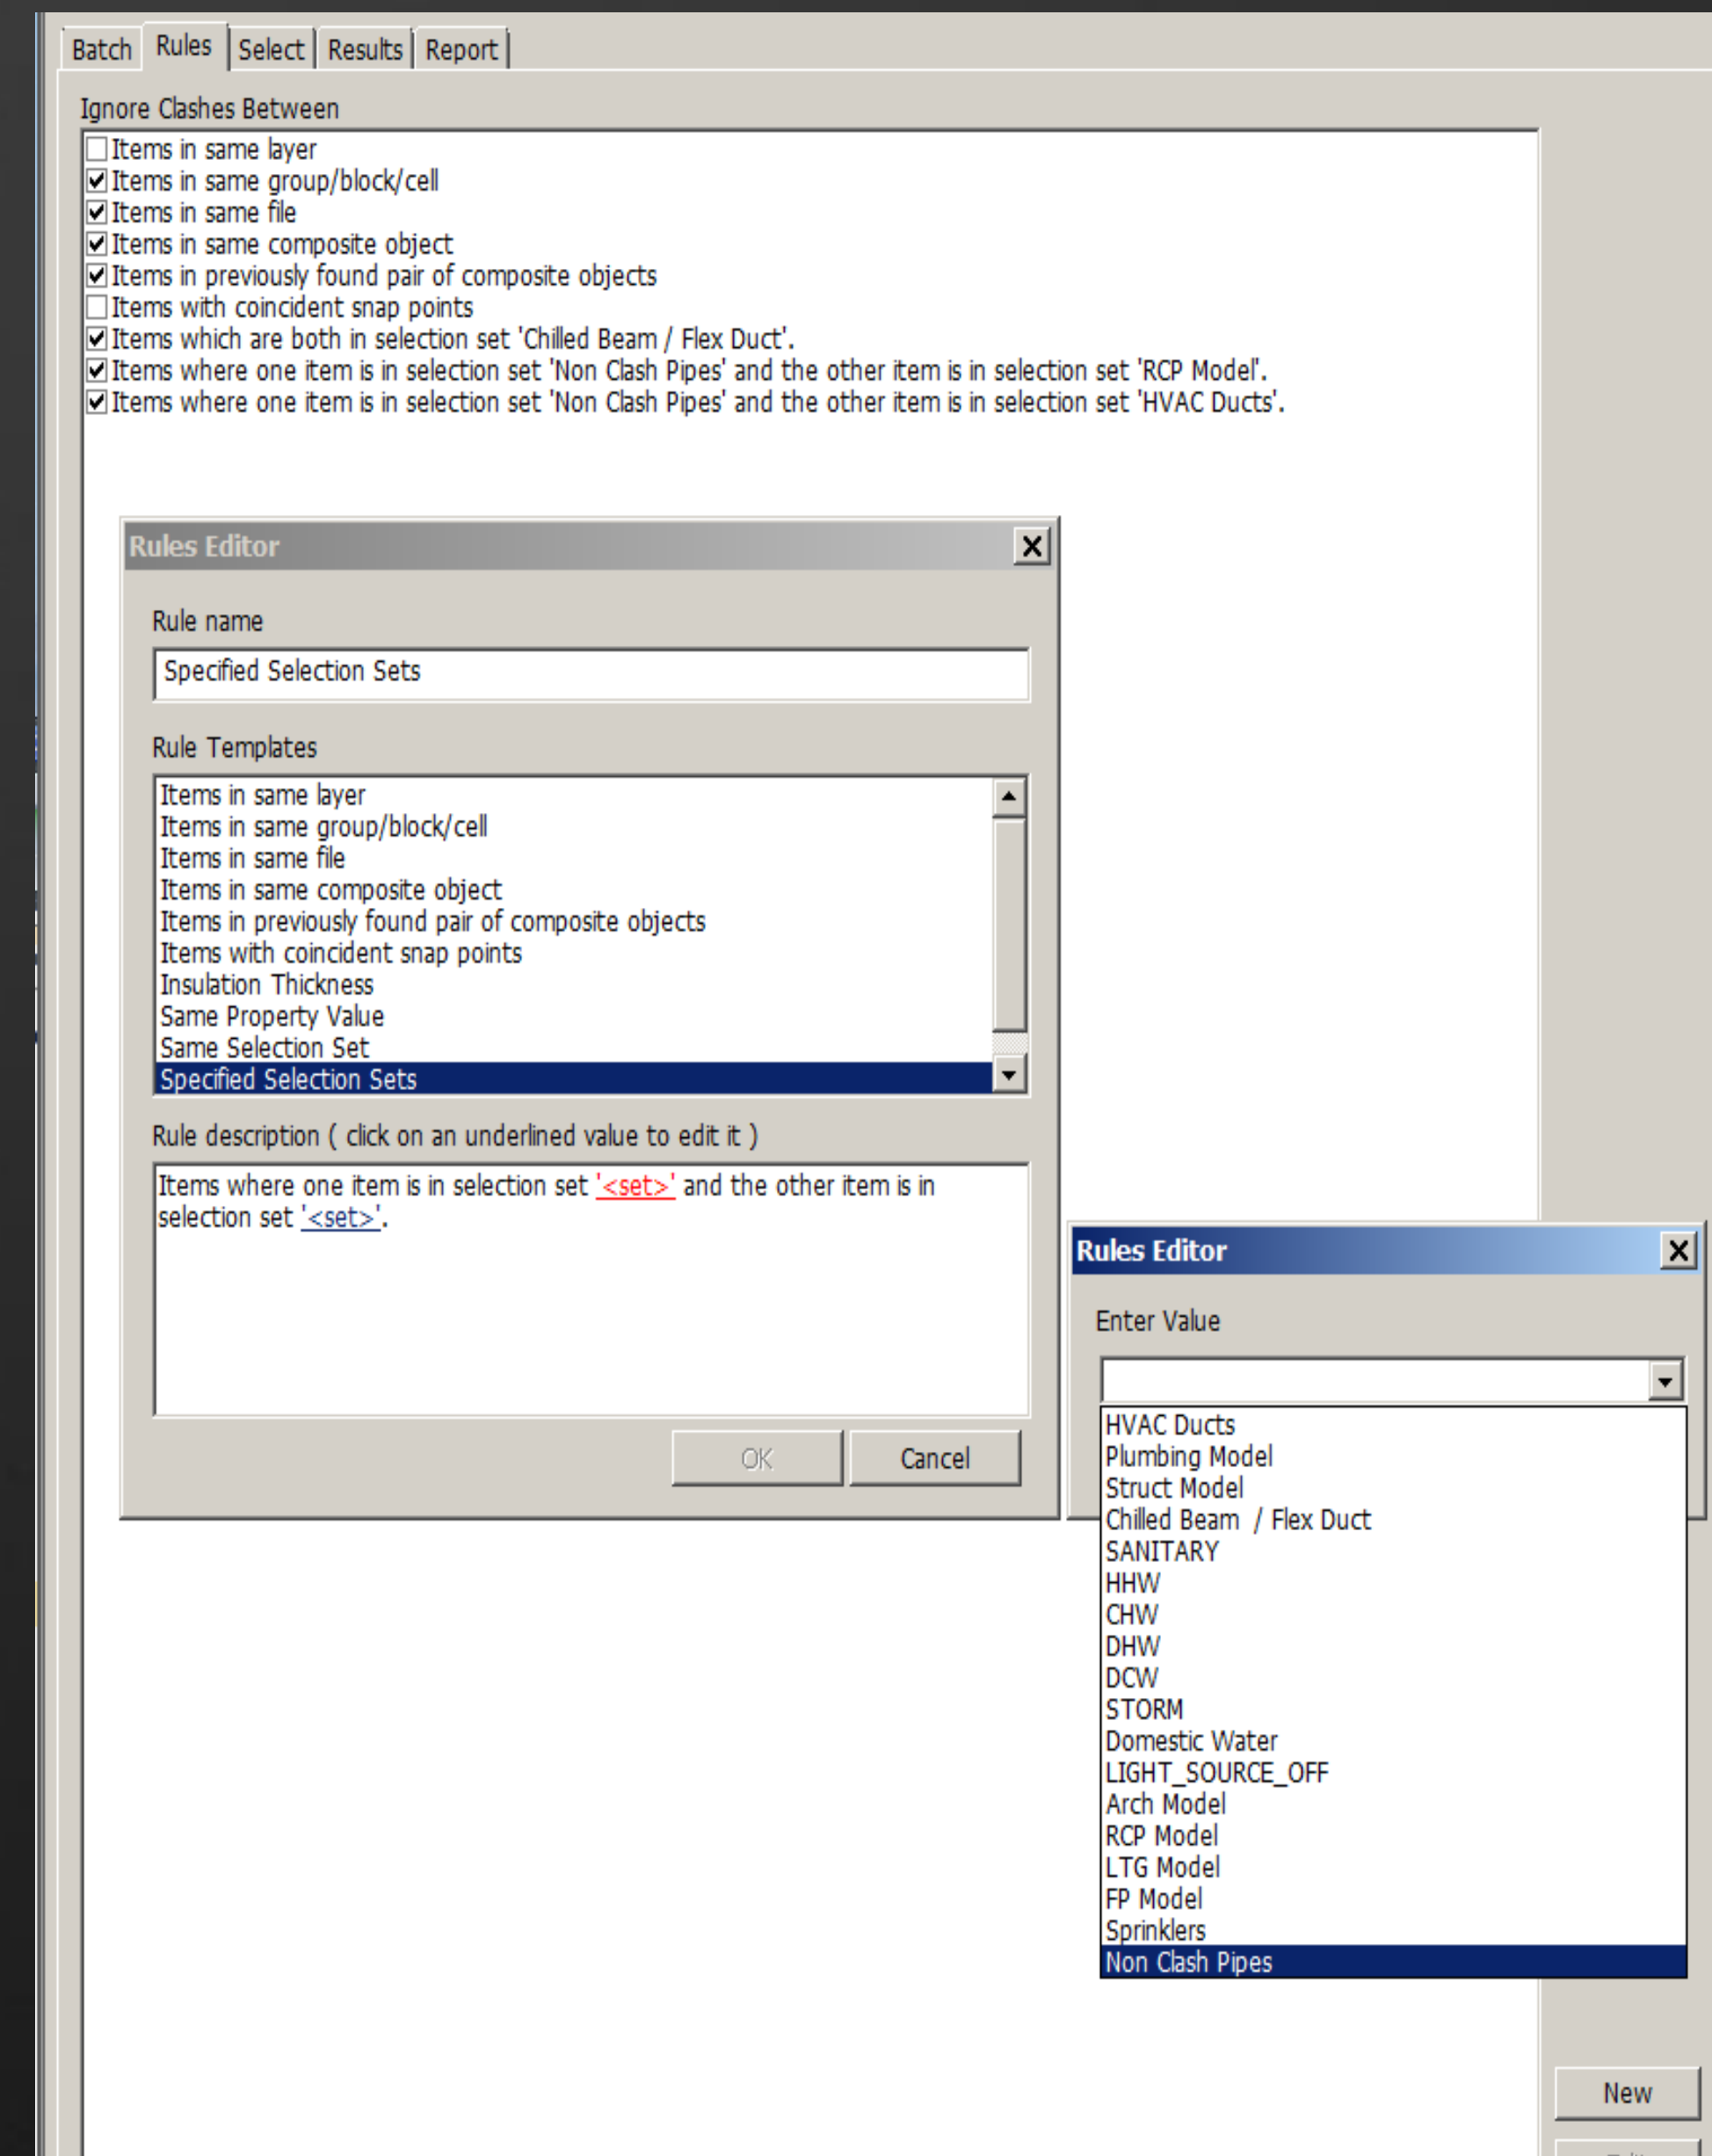 Batch Rules Select Results Report
Ignore Clashes Between
Items in same layer
Items in same group/block/cell
Items in same file
Items in same composite object
Items in previously found pair of composite objects
Items with coincident snap points
Items which are both in selection set 'Chilled Beam / Flex Duct'.
Items where one item is in selection set 'Non Clash Pipes' and the other item is in selection set 'RCP Model'.
Items where one item is in selection set 'Non Clash Pipes' and the other item is in selection set 'HVAC Ducts'.
Rules Editor
Rule name
Specified Selection Sets
Rule Templates
Items in same layer
Items in same group/block/cell
Items in same file
Items in same composite object
Items in previously found pair of composite objects
Items with coincident snap points
Insulation Thickness
Same Property Value
Same Selection Set
Specified Selection Sets
Rule description ( click on an underlined value to edit it )
Items where one item is in selection set '<set>' and the other item is in
selection set '<set>'.
OK Cancel
Rules Editor
Enter Value
HVAC Ducts
Plumbing Model
Struct Model
Chilled Beam / Flex Duct
SANITARY
HHW
CHW
DHW
DCW
STORM
Domestic Water
LIGHT_SOURCE_OFF
Arch Model
RCP Model
LTG Model
FP Model
Sprinklers
Non Clash Pipes
New